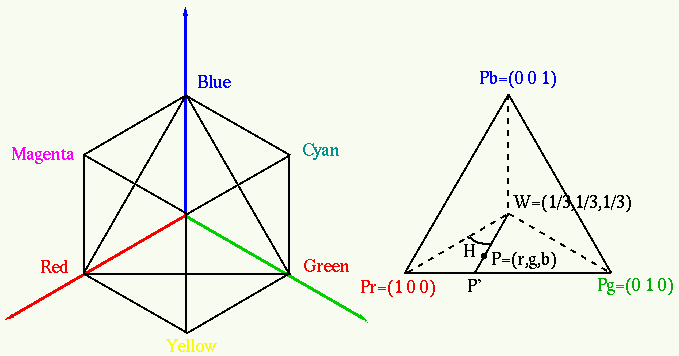 Blue
Magenta
Cyan
Red
Green
Yellow
Pb=(0 0 1)
W=(1/3,1/3,1/3)
H
P=(r,g,b)
Pr=(1 0 0)
P'
Pg=(0 1 0)